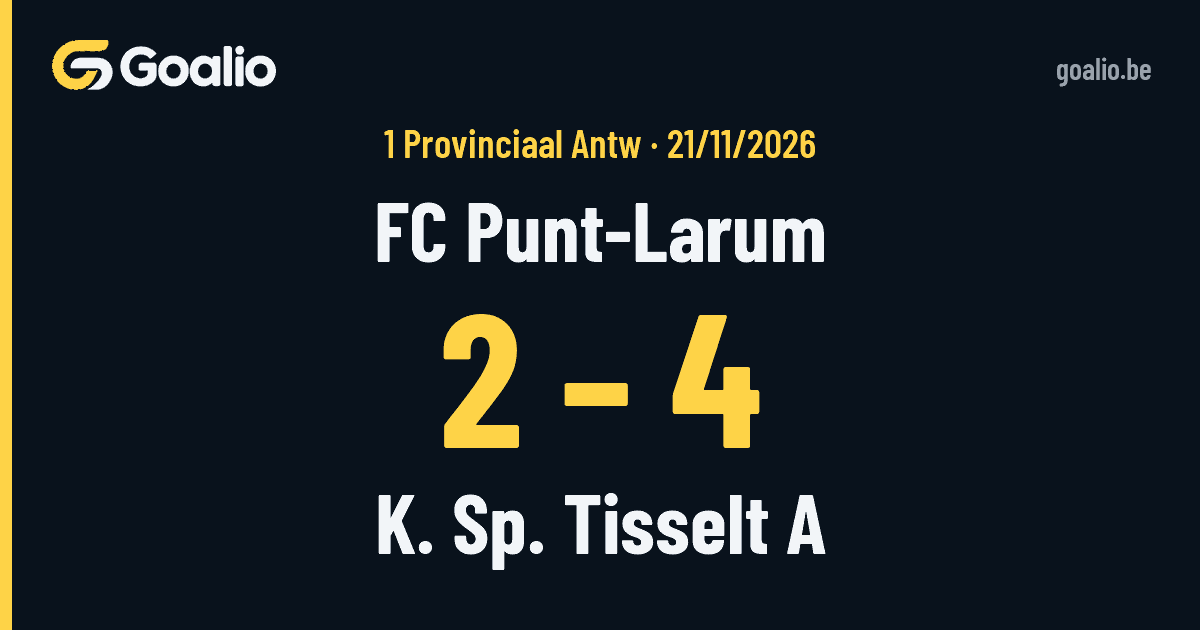 Goalio
goalio.be
1 Provinciaal Antw · 21/11/2026
FC Punt-Larum
2 – 4
K. Sp. Tisselt A